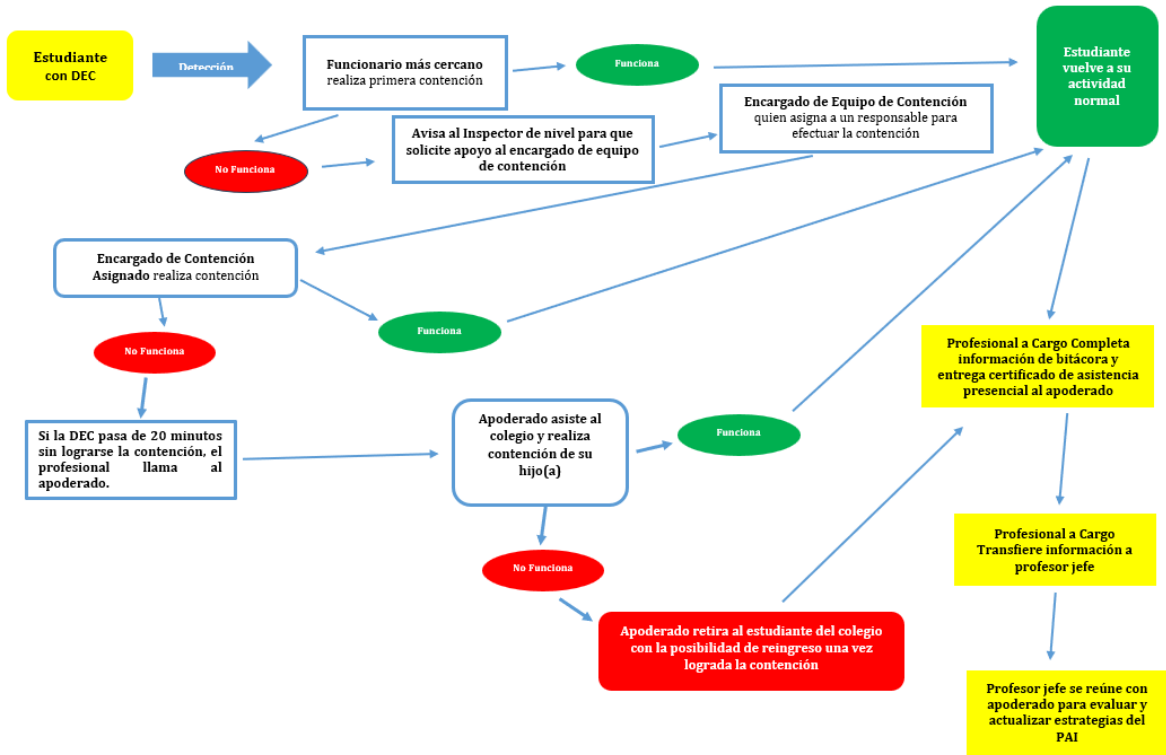 Estudiante
con DEC
Detección
Funcionario más cercano
realiza primera contención
Funciona
Estudiante
vuelve a su
actividad
normal
Encargado de Equipo de Contención
quien asigna a un responsable para
efectuar la contención
Avisa al Inspector de nivel para que
solicite apoyo al encargado de equipo
de contención
No Funciona
Encargado de Contención
Asignado realiza contención
Funciona
No Funciona
Profesional a Cargo Completa
información de bitácora y
entrega certificado de asistencia
presencial al apoderado
Si la DEC pasa de 20 minutos
sin lograrse la contención, el
profesional llama al
apoderado.
Apoderado asiste al
colegio y realiza
contención de su
hijo(a)
Funciona
No Funciona
Profesional a Cargo
Transfiere información a
profesor jefe
Apoderado retira al estudiante del colegio
con la posibilidad de reingreso una vez
lograda la contención
Profesor jefe se reúne con
apoderado para evaluar y
actualizar estrategias del
PAI